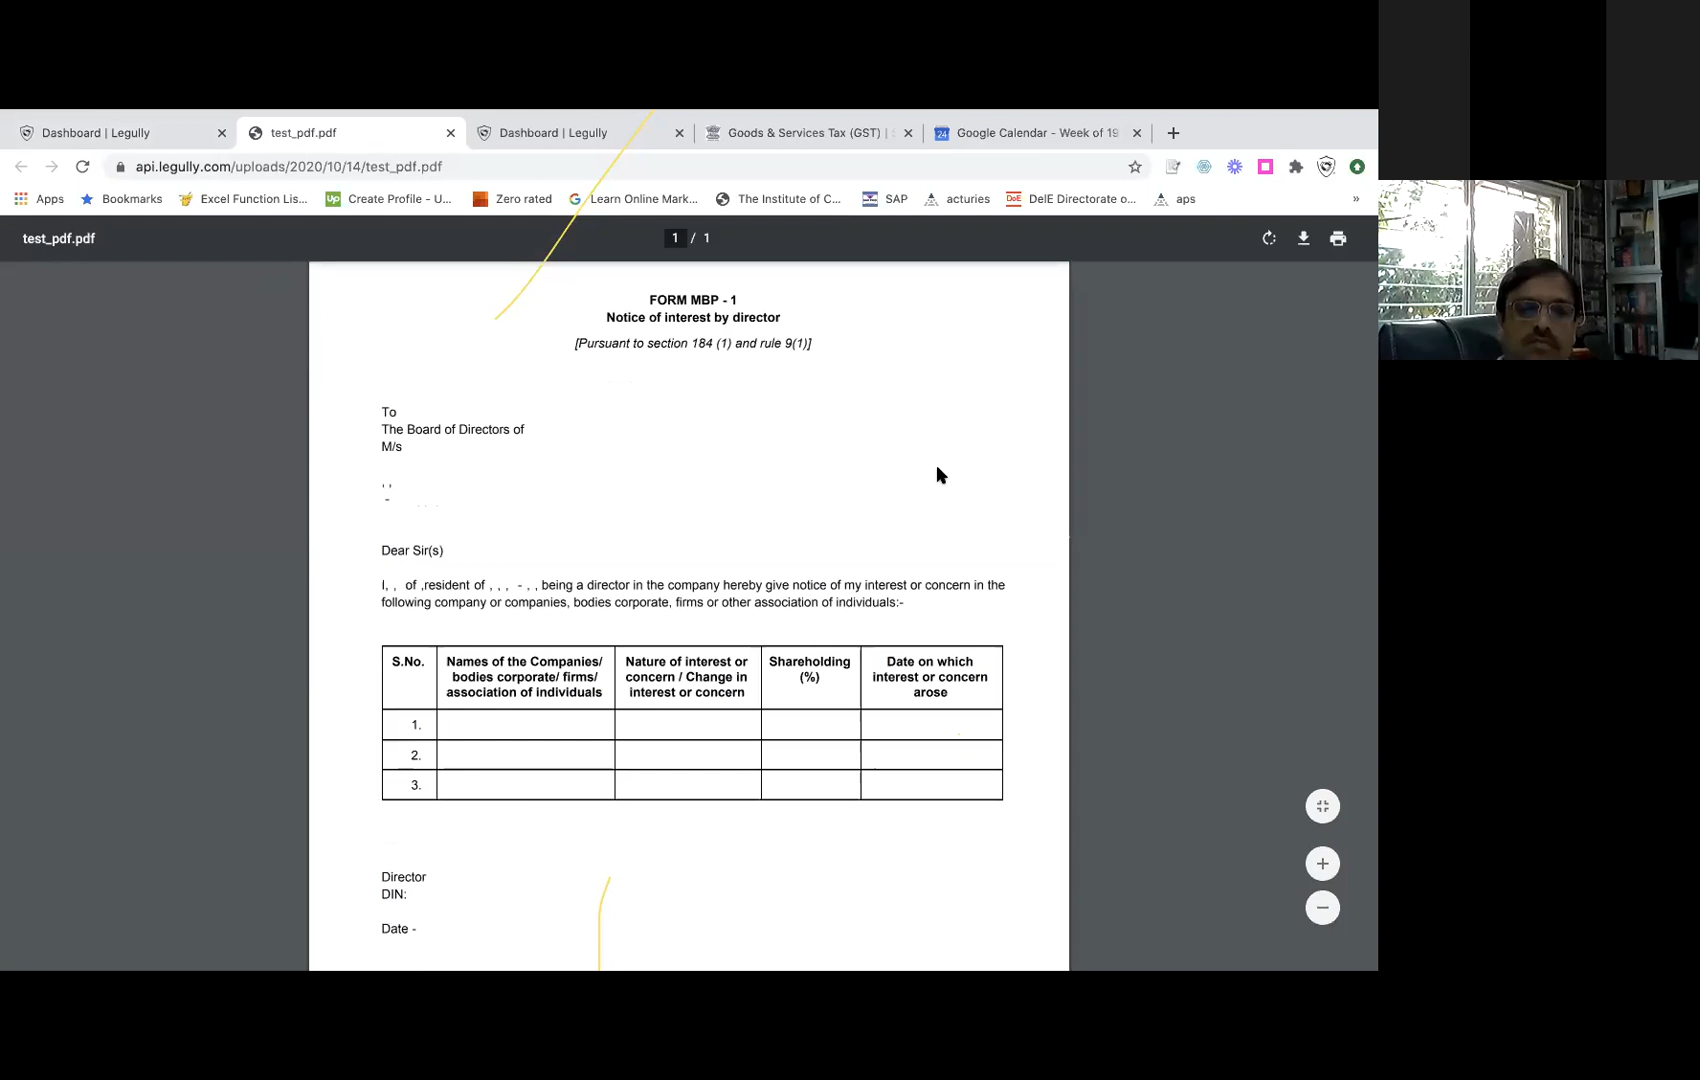 Dashboard | Legully
test_pdf.pdf
Dashboard | Legully
Goods & Services Tax (GST) |
Google Calendar - Week of 19
api.legully.com/uploads/2020/10/14/test_pdf.pdf
Apps
Bookmarks
Excel Function Lis...
Create Profile - U...
Zero rated
Learn Online Mark...
The Institute of C...
SAP
acturies
DelE Directorate o...
aps
»
test_pdf.pdf
1 / 1
FORM MBP - 1
Notice of interest by director
[Pursuant to section 184 (1) and rule 9(1)]
To
The Board of Directors of
M/s
, ,
-
Dear Sir(s)
I, , of ,resident of , , , - , , being a director in the company hereby give notice of my interest or concern in the
following company or companies, bodies corporate, firms or other association of individuals:-
S.No.
Names of the Companies/
bodies corporate/ firms/
association of individuals
Nature of interest or
concern / Change in
interest or concern
Shareholding
(%)
Date on which
interest or concern
arose
1.
2.
3.
Director
DIN:
Date -